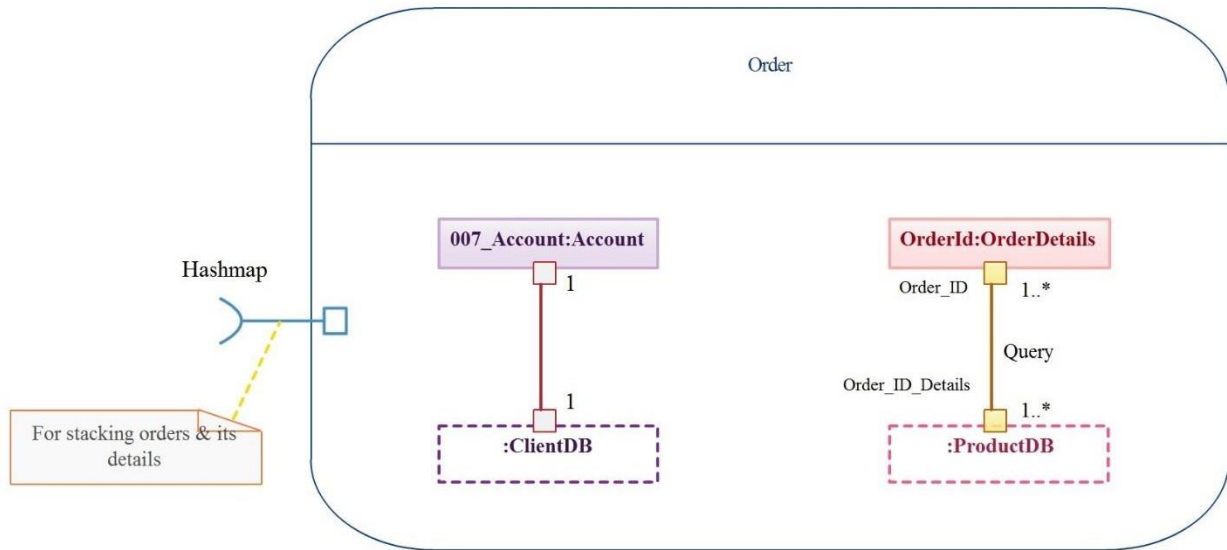 Order
007_Account:Account
OrderId:OrderDetails
Hashmap
1
Order_ID
1..*
Query
Order_ID_Details
1
1..*
For stacking orders & its
details
:ClientDB
:ProductDB